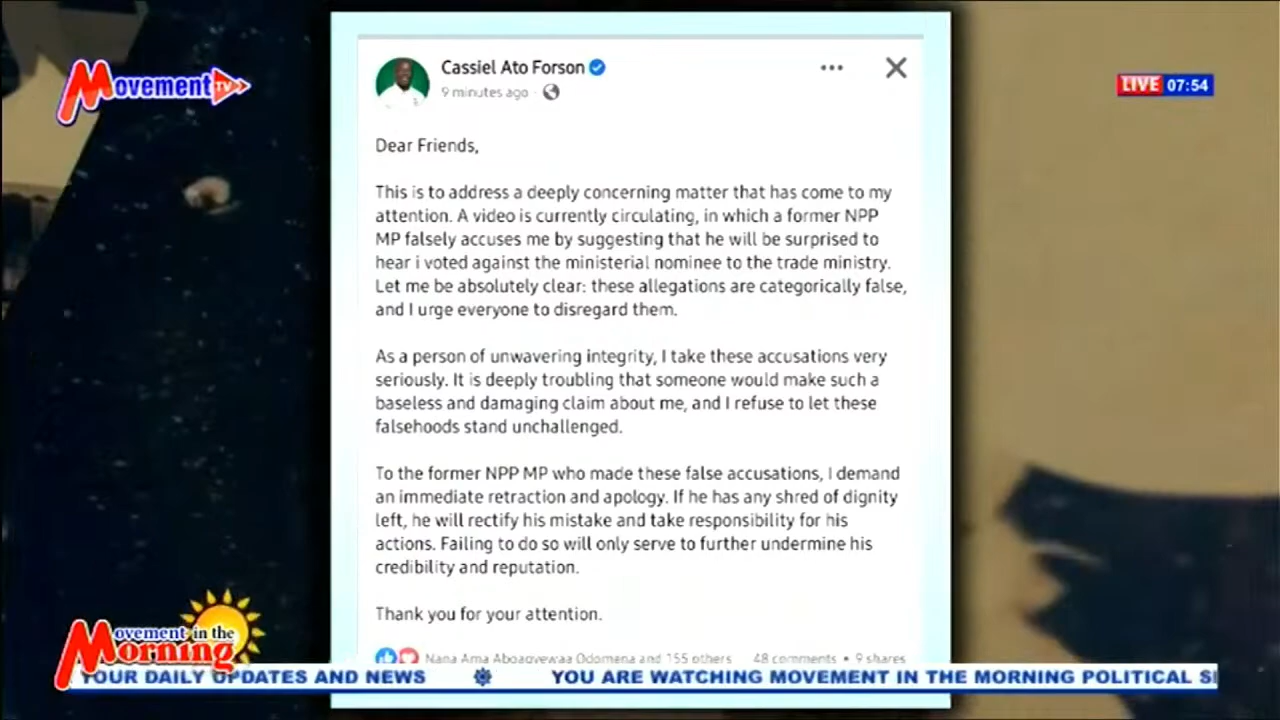 Movement TV
LIVE 07:54
Cassiel Ato Forson
9 minutes ago ·
Dear Friends,
This is to address a deeply concerning matter that has come to my
attention. A video is currently circulating, in which a former NPP
MP falsely accuses me by suggesting that he will be surprised to
hear i voted against the ministerial nominee to the trade ministry.
Let me be absolutely clear: these allegations are categorically false,
and I urge everyone to disregard them.
As a person of unwavering integrity, I take these accusations very
seriously. It is deeply troubling that someone would make such a
baseless and damaging claim about me, and I refuse to let these
falsehoods stand unchallenged.
To the former NPP MP who made these false accusations, I demand
an immediate retraction and apology. If he has any shred of dignity
left, he will rectify his mistake and take responsibility for his
actions. Failing to do so will only serve to further undermine his
credibility and reputation.
Thank you for your attention.
Nana Ama Aboagyewaa Odomena and 155 others 48 comments • 9 shares
Movement in the
Morning
YOUR DAILY UPDATES AND NEWS YOU ARE WATCHING MOVEMENT IN THE MORNING POLITICAL